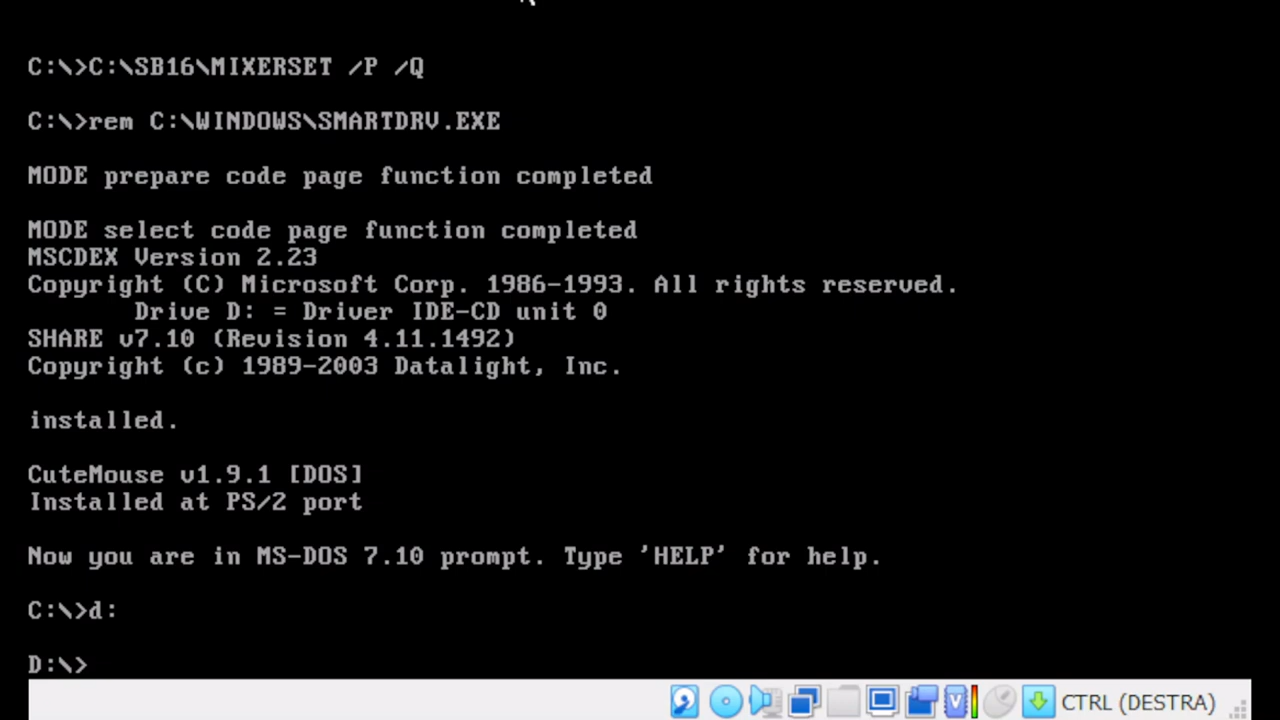 C:\>C:\SB16\MIXERSET /P /Q
C:\>rem C:\WINDOWS\SMARTDRV.EXE
MODE prepare code page function completed
MODE select code page function completed
MSCDEX Version 2.23
Copyright (C) Microsoft Corp. 1986-1993. All rights reserved.
Drive D: = Driver IDE-CD unit 0
SHARE v7.10 (Revision 4.11.1492)
Copyright (c) 1989-2003 Datalight, Inc.
installed.
CuteMouse v1.9.1 [DOS]
Installed at PS/2 port
Now you are in MS-DOS 7.10 prompt. Type 'HELP' for help.
C:\>d:
D:\>
CTRL (DESTRA)